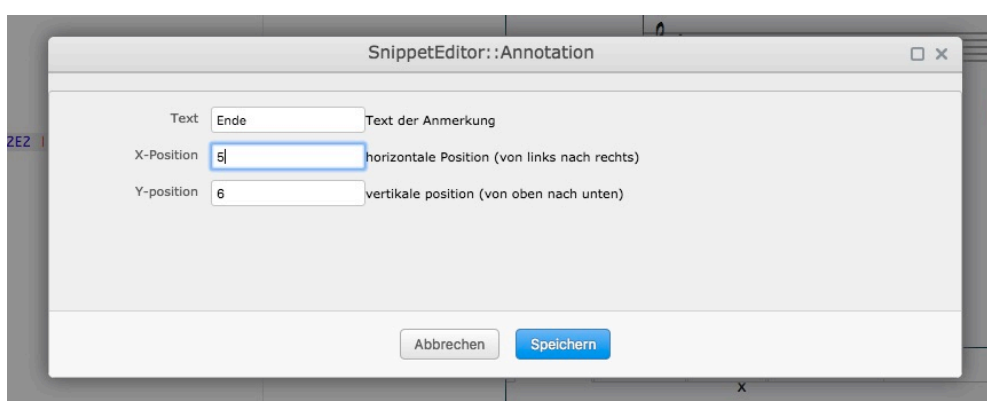 SnippetEditor::Annotation
Text Ende Text der Anmerkung
2E2 |
X-Position 5 horizontale Position (von links nach rechts)
Y-position 6 vertikale position (von oben nach unten)
Abbrechen Speichern
x